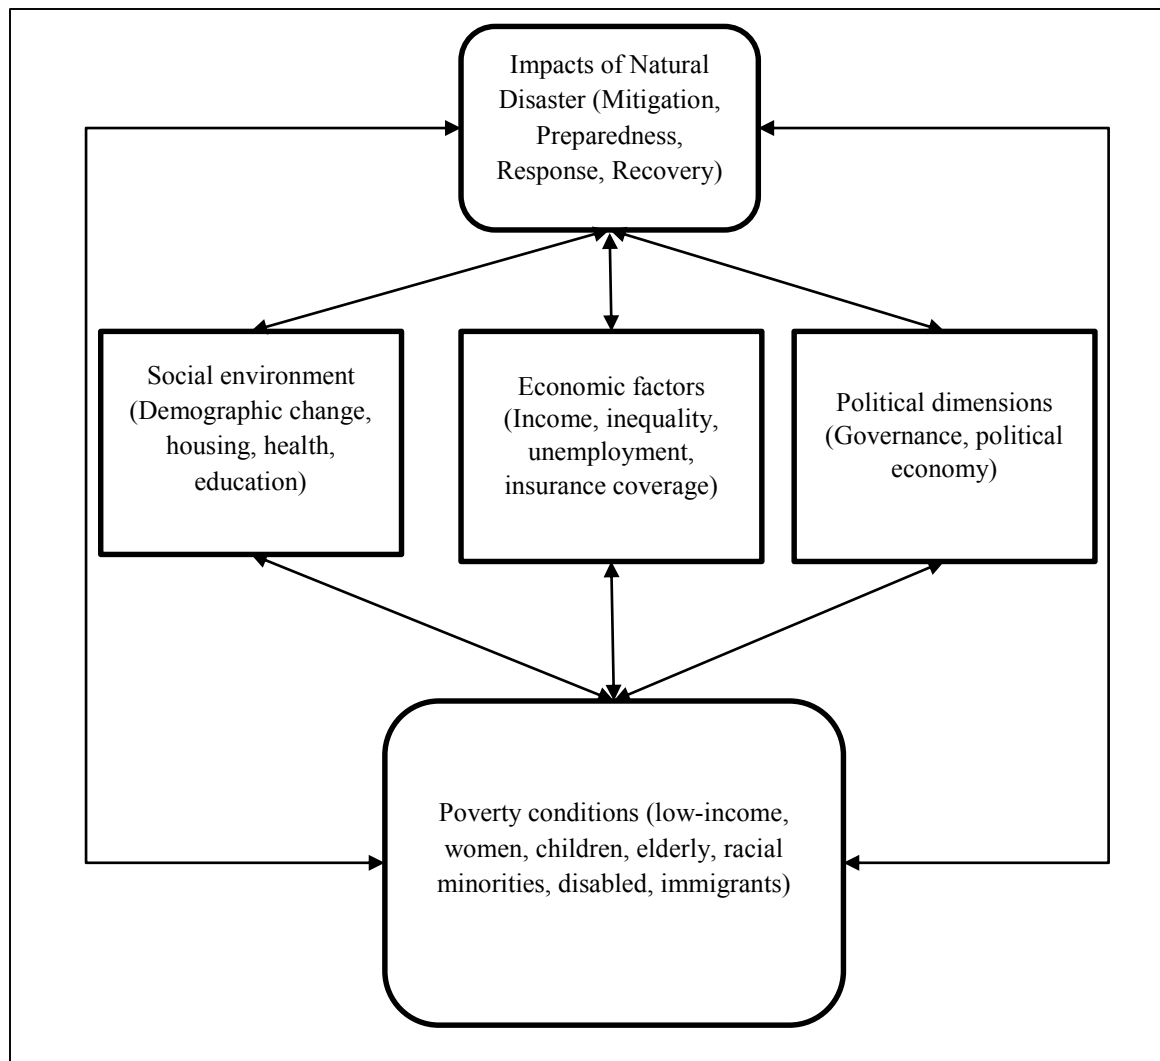 Impacts of Natural
Disaster (Mitigation,
Preparedness,
Response, Recovery)
Social environment
(Demographic change,
housing, health,
education)
Economic factors
(Income, inequality,
unemployment,
insurance coverage)
Political dimensions
(Governance, political
economy)
Poverty conditions (low-income,
women, children, elderly, racial
minorities, disabled, immigrants)